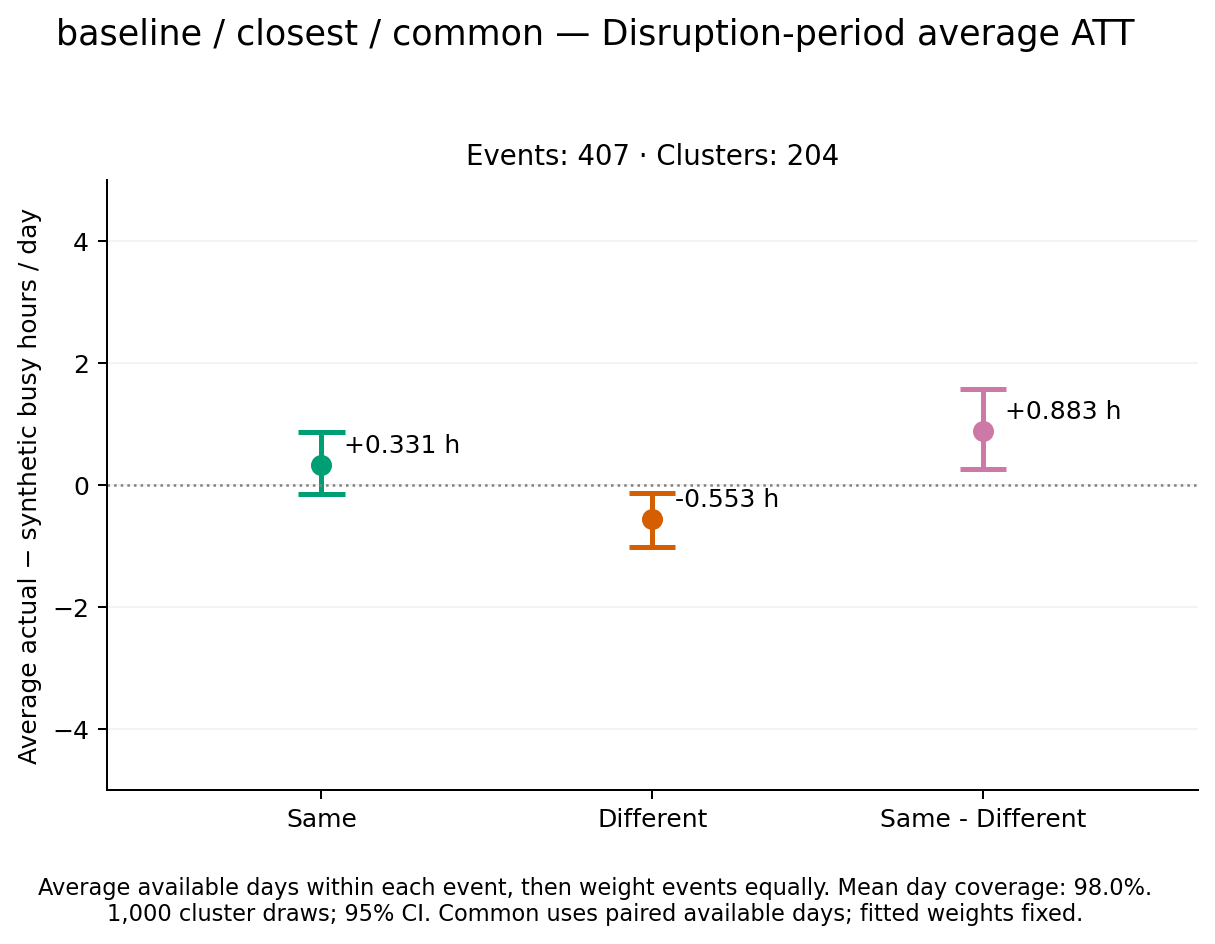 baseline / closest / common — Disruption-period average ATT
Events: 407 · Clusters: 204
Average actual − synthetic busy hours / day
4
2
0
−2
−4
+0.331 h
-0.553 h
+0.883 h
Same
Different
Same - Different
Average available days within each event, then weight events equally. Mean day coverage: 98.0%.
1,000 cluster draws; 95% CI. Common uses paired available days; fitted weights fixed.